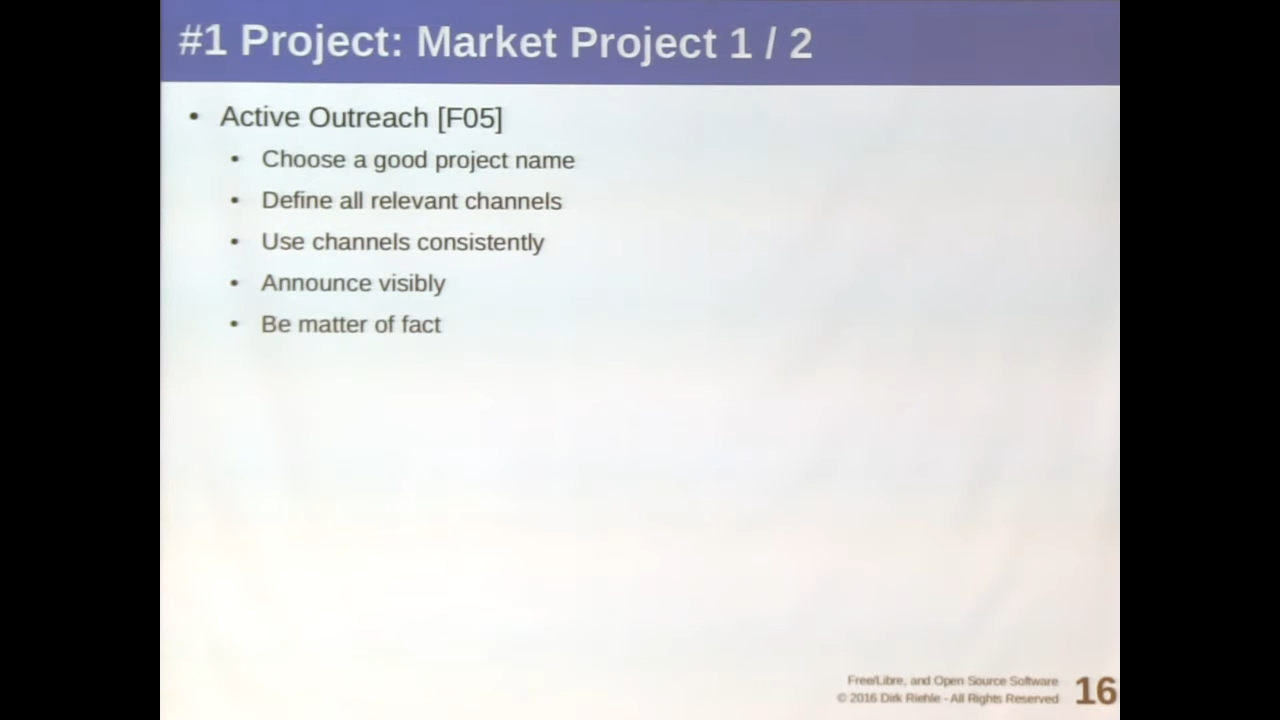 #1 Project: Market Project 1 / 2
• Active Outreach [F05]
• Choose a good project name
• Define all relevant channels
• Use channels consistently
• Announce visibly
• Be matter of fact
Free/Libre, and Open Source Software
© 2016 Dirk Riehle - All Rights Reserved
16